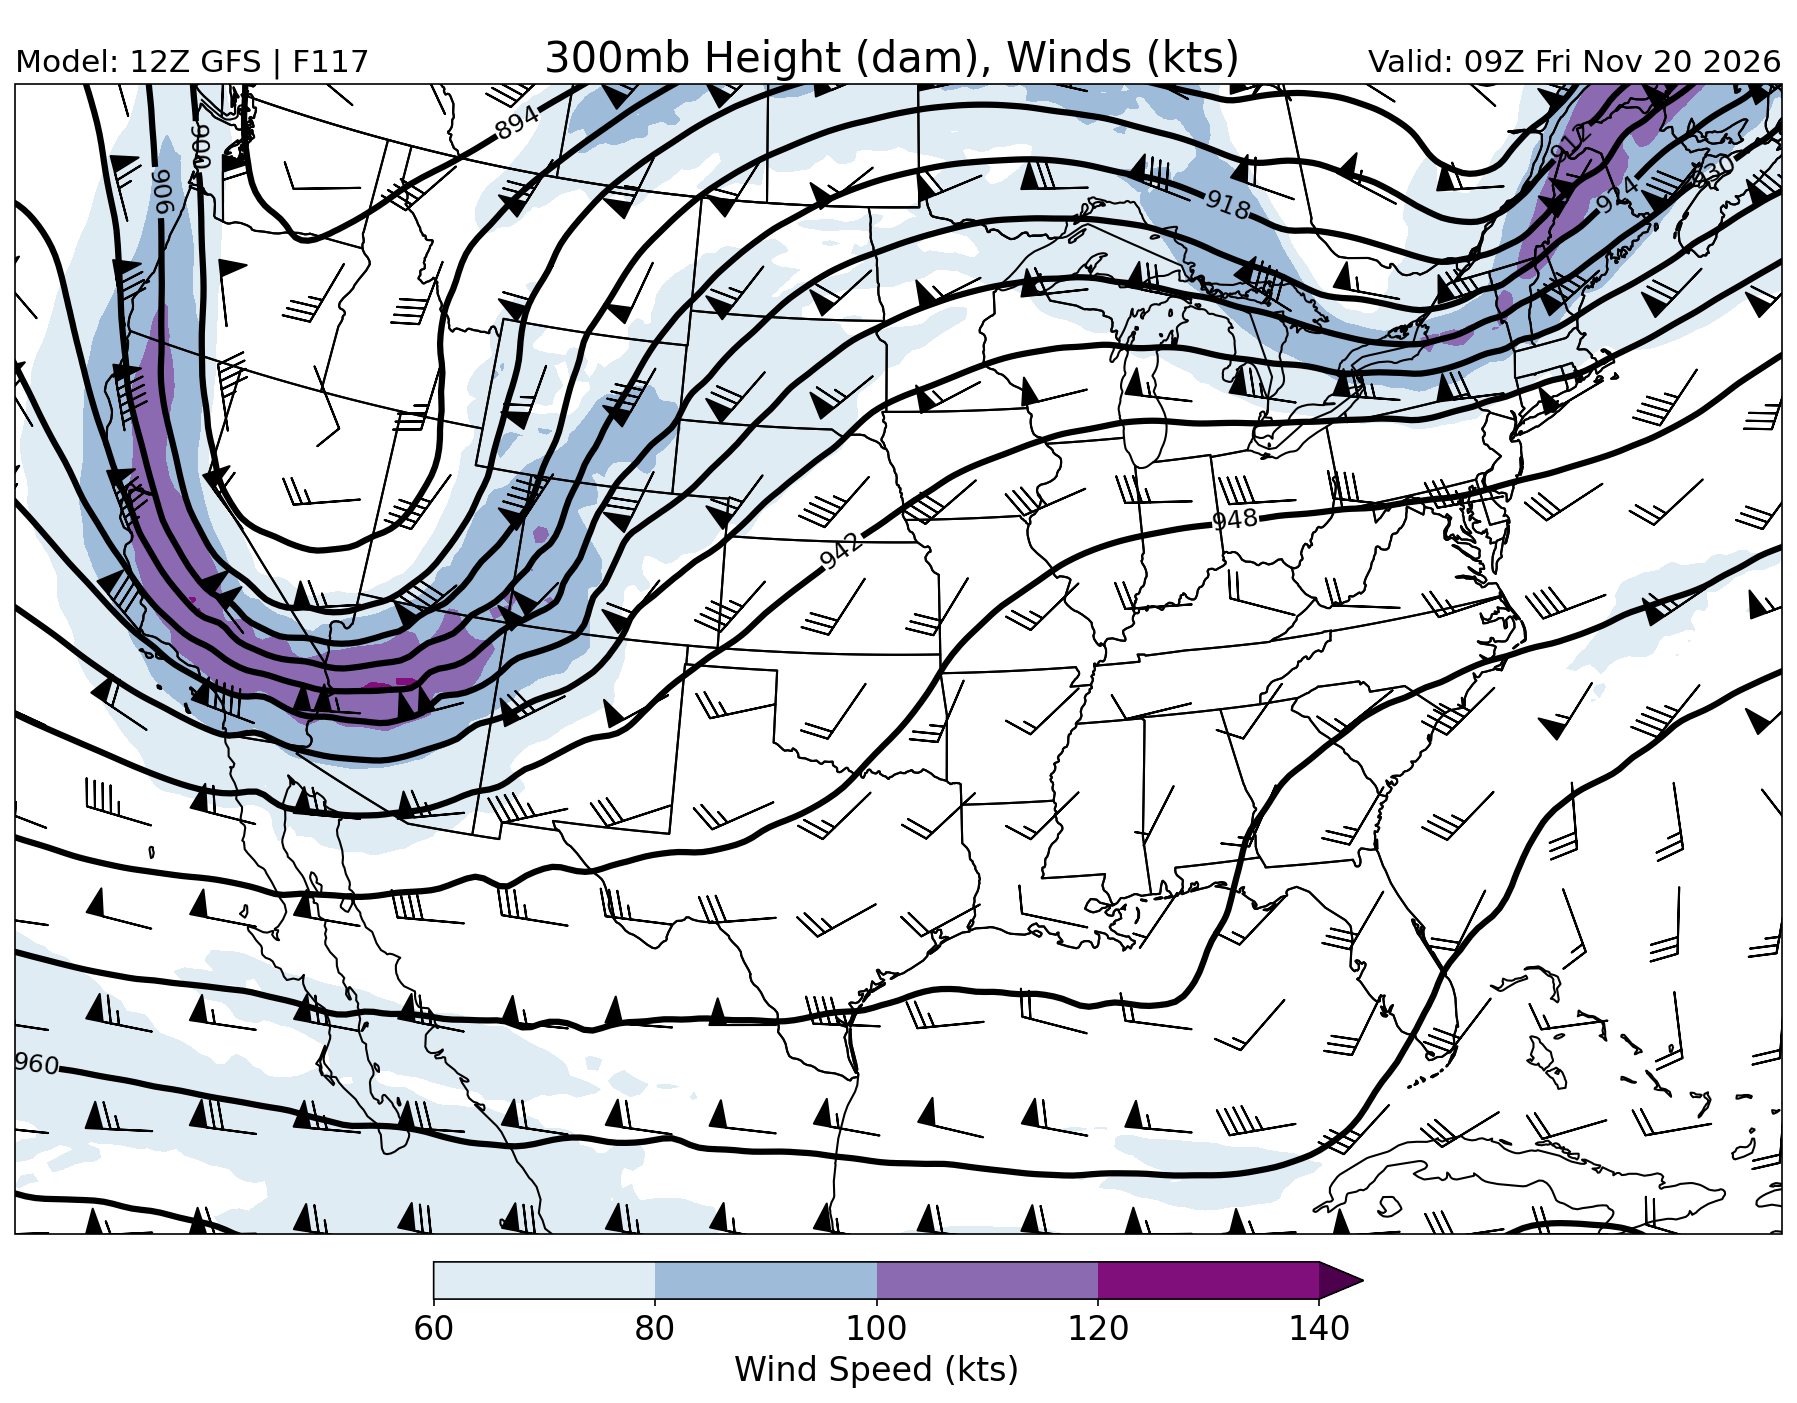 Model: 12Z GFS | F117
300mb Height (dam), Winds (kts)
Valid: 09Z Fri Nov 20 2026
894
900
906
912
918
924
930
942
948
960
60 80 100 120 140
Wind Speed (kts)